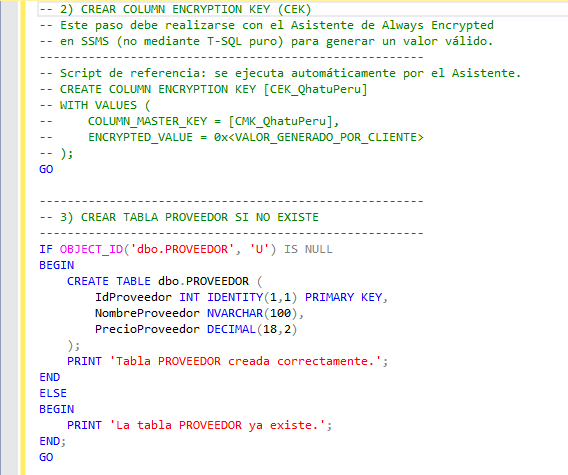 -- 2) CREAR COLUMN ENCRYPTION KEY (CEK)
-- Este paso debe realizarse con el Asistente de Always Encrypted
-- en SSMS (no mediante T-SQL puro) para generar un valor válido.
---------------------------------------------------
-- Script de referencia: se ejecuta automáticamente por el Asistente.
-- CREATE COLUMN ENCRYPTION KEY [CEK_QhatuPeru]
-- WITH VALUES (
--     COLUMN_MASTER_KEY = [CMK_QhatuPeru],
--     ENCRYPTED_VALUE = 0x<VALOR_GENERADO_POR_CLIENTE>
-- );
GO

---------------------------------------------------
-- 3) CREAR TABLA PROVEEDOR SI NO EXISTE
---------------------------------------------------
IF OBJECT_ID('dbo.PROVEEDOR', 'U') IS NULL
BEGIN
    CREATE TABLE dbo.PROVEEDOR (
        IdProveedor INT IDENTITY(1,1) PRIMARY KEY,
        NombreProveedor NVARCHAR(100),
        PrecioProveedor DECIMAL(18,2)
    );
    PRINT 'Tabla PROVEEDOR creada correctamente.';
END
ELSE
BEGIN
    PRINT 'La tabla PROVEEDOR ya existe.';
END;
GO